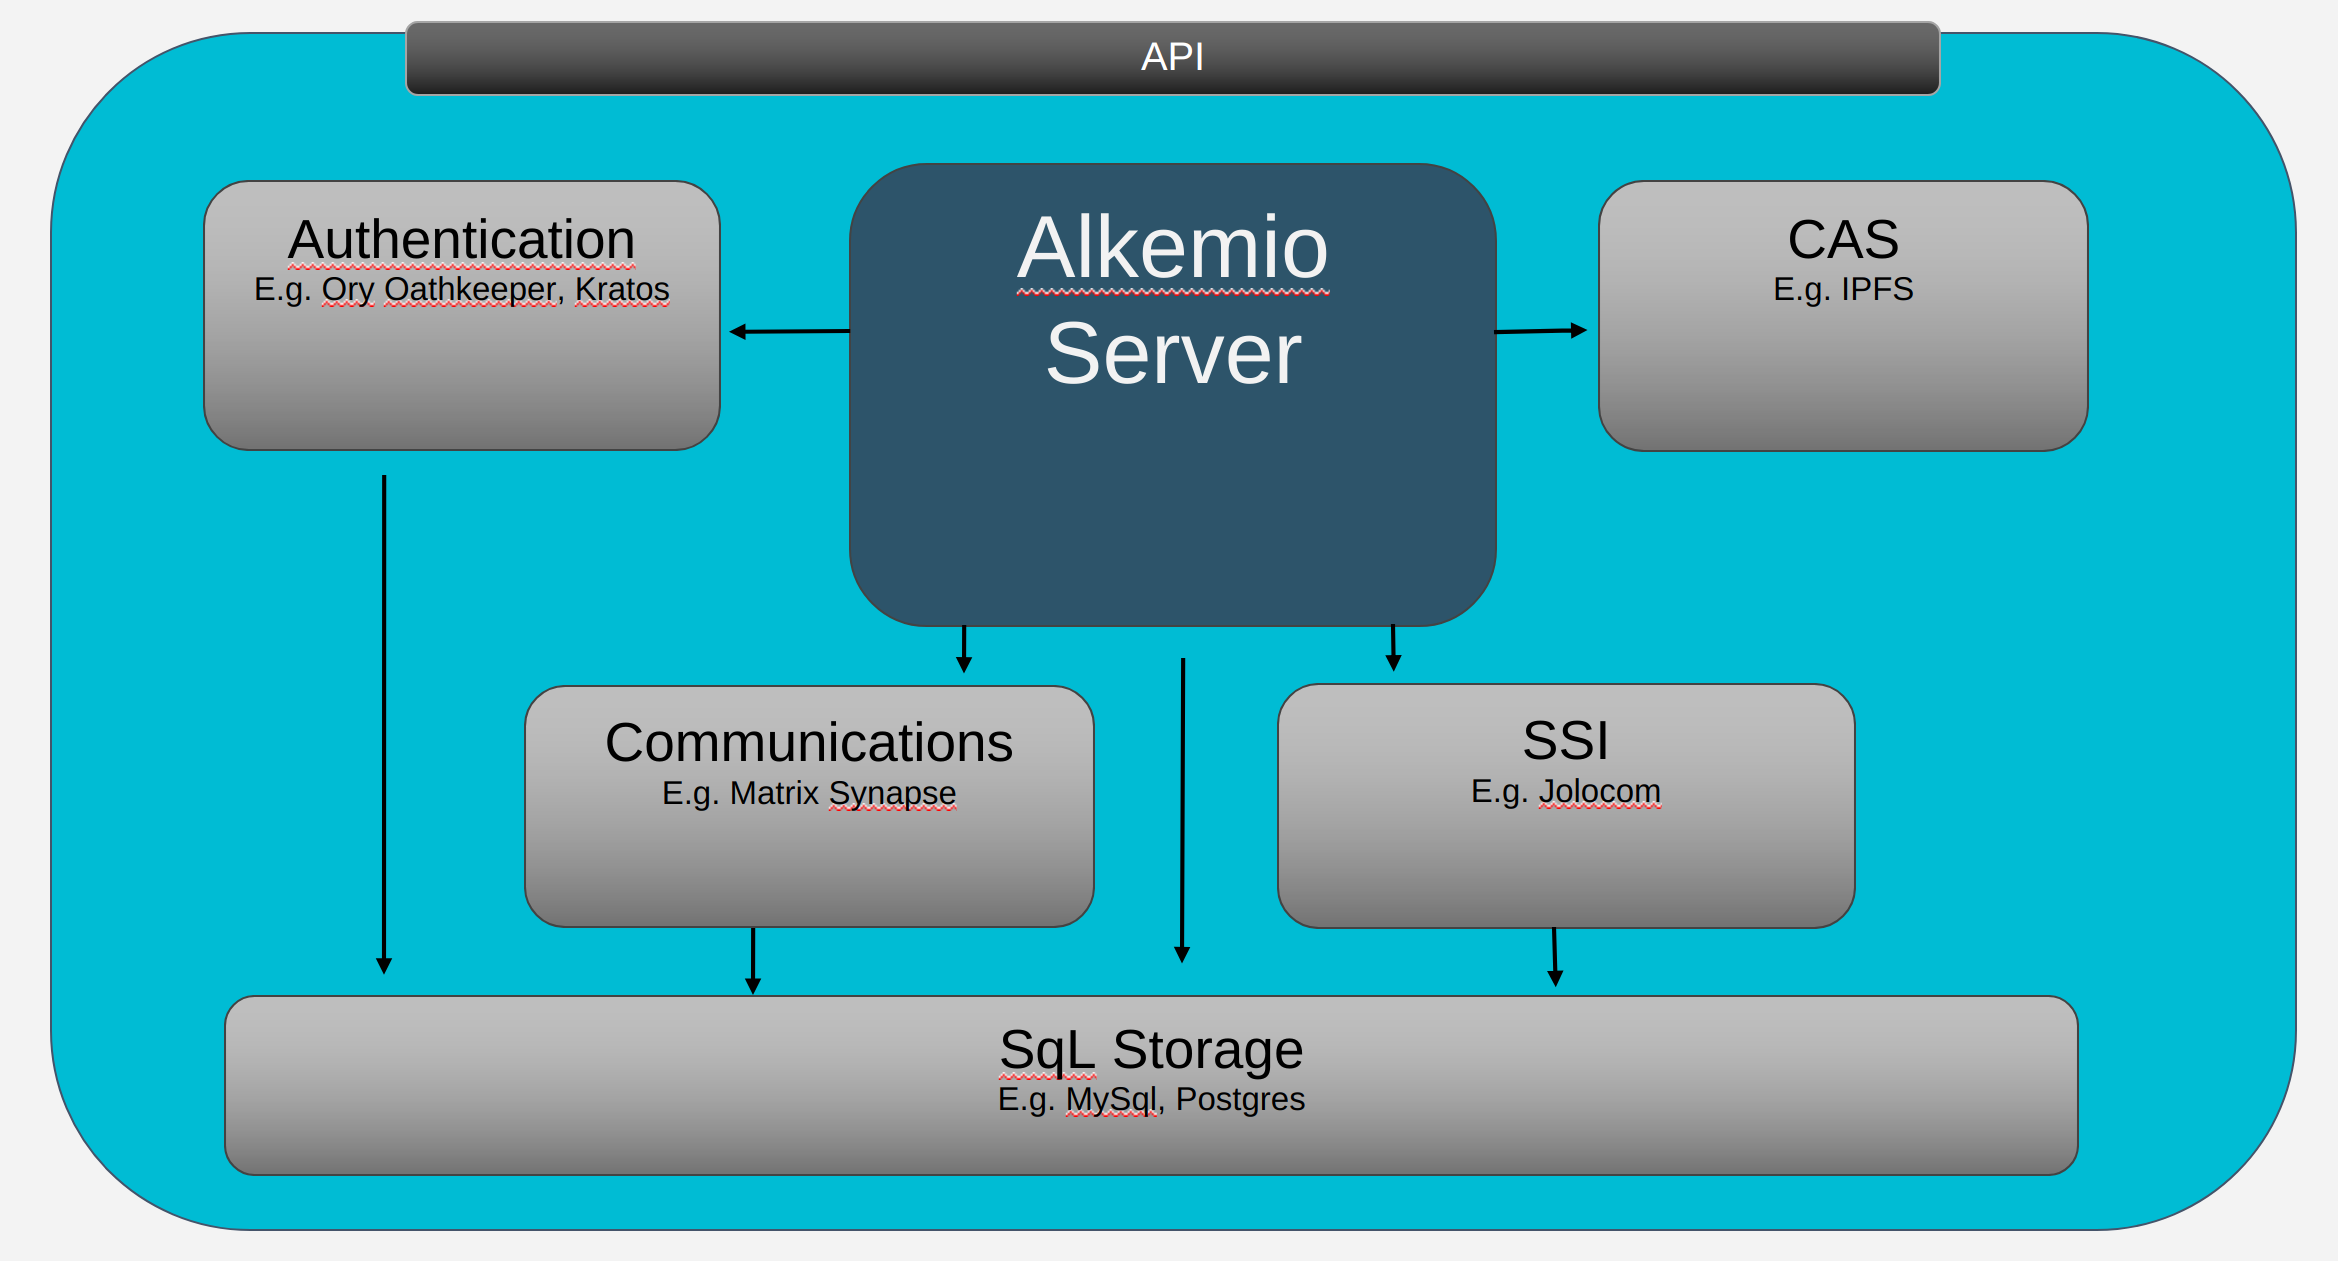 API
Authentication
E.g. Ory Oathkeeper, Kratos
Alkemio
Server
CAS
E.g. IPFS
Communications
E.g. Matrix Synapse
SSI
E.g. Jolocom
SqL Storage
E.g. MySql, Postgres